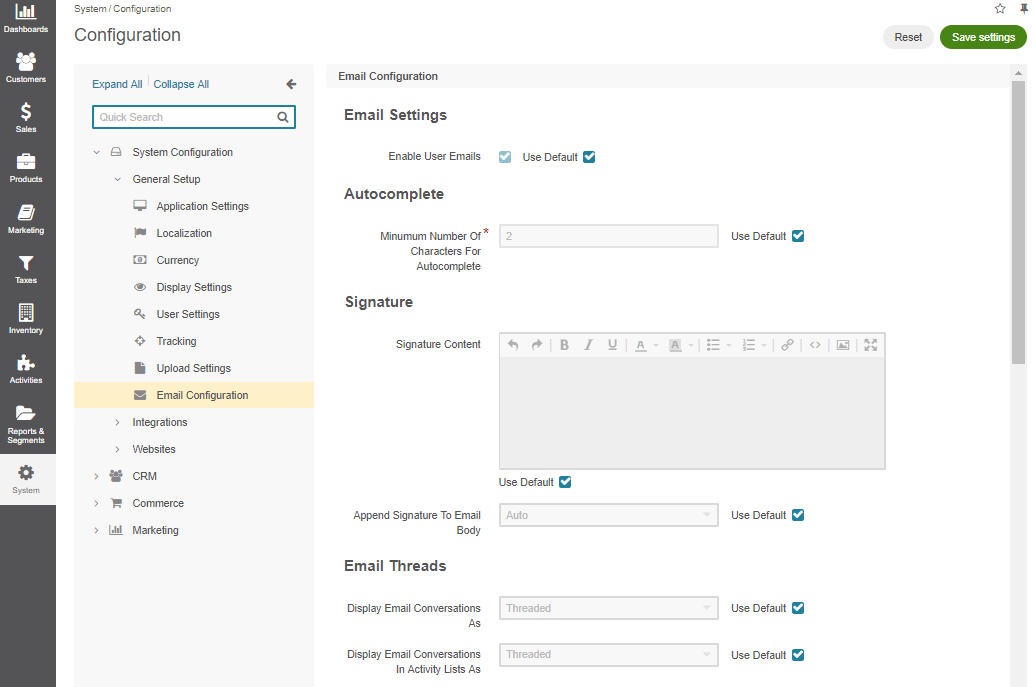 Dashboards
Customers
Sales
Products
Marketing
Taxes
Inventory
Activities
Reports &
Segments
System
System / Configuration
Configuration
Reset
Save settings
Expand All
Collapse All
Quick Search
System Configuration
General Setup
Application Settings
Localization
Currency
Display Settings
User Settings
Tracking
Upload Settings
Email Configuration
Integrations
Websites
CRM
Commerce
Marketing
Email Configuration
Email Settings
Enable User Emails
Use Default
Autocomplete
Minumum Number Of *
Characters For
Autocomplete
2
Use Default
Signature
Signature Content
B I U A A
Use Default
Append Signature To Email
Body
Auto
Use Default
Email Threads
Display Email Conversations
As
Threaded
Use Default
Display Email Conversations
In Activity Lists As
Threaded
Use Default